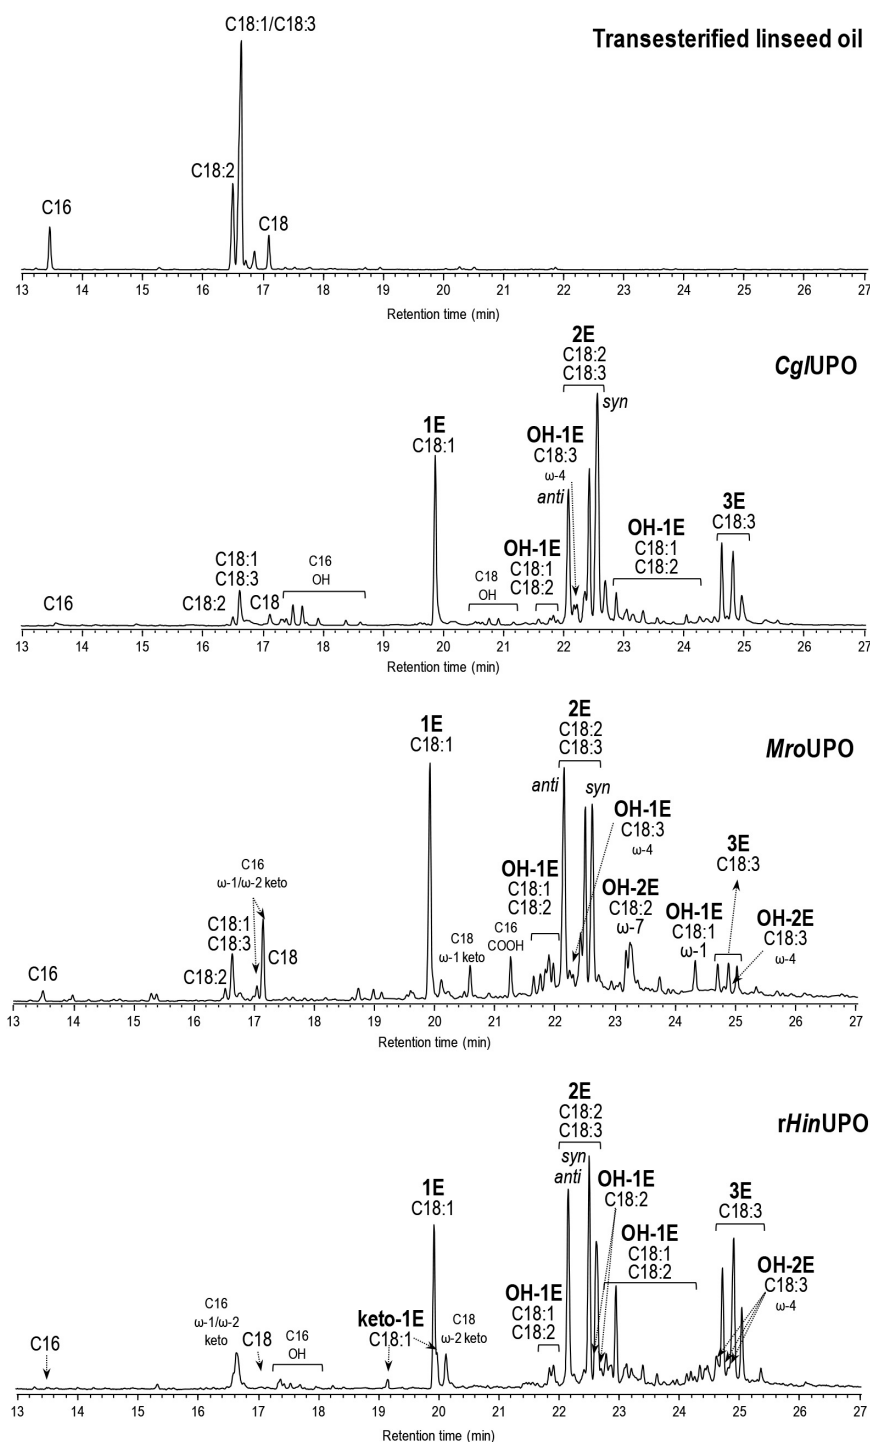 Transesterified linseed oil
C18:1/C18:3
C18:2
C16
C18
13 14 15 16 17 18 19 20 21 22 23 24 25 26 27
Retention time (min)
CglUPO
2E
C18:2
C18:3
syn
1E
C18:1
OH-1E
C18:3
ω-4
anti
3E
C18:3
OH-1E
C18:1
C18:2
OH-1E
C18:1
C18:2
C18:1
C18:3
C16
OH
C18
OH
C16
C18:2
C18
13 14 15 16 17 18 19 20 21 22 23 24 25 26 27
Retention time (min)
MroUPO
1E
C18:1
2E
C18:2
C18:3
anti
syn
OH-1E
C18:3
ω-4
3E
C18:3
C16
ω-1/ω-2 keto
OH-1E
C18:1
C18:2
OH-2E
C18:2
ω-7
OH-1E
C18:1
ω-1
OH-2E
C18:3
ω-4
C18:1
C18:3
C18
C18
ω-1 keto
C16
COOH
C16
C18:2
13 14 15 16 17 18 19 20 21 22 23 24 25 26 27
Retention time (min)
rHinUPO
2E
C18:2
C18:3
syn
anti
1E
C18:1
OH-1E
C18:2
3E
C18:3
OH-1E
C18:1
C18:2
OH-2E
C18:3
ω-4
C16
ω-1/ω-2
keto
OH-1E
C18:1
C18:2
keto-1E
C18:1
C18
ω-2 keto
C16
C18
C16
OH
13 14 15 16 17 18 19 20 21 22 23 24 25 26 27
Retention time (min)